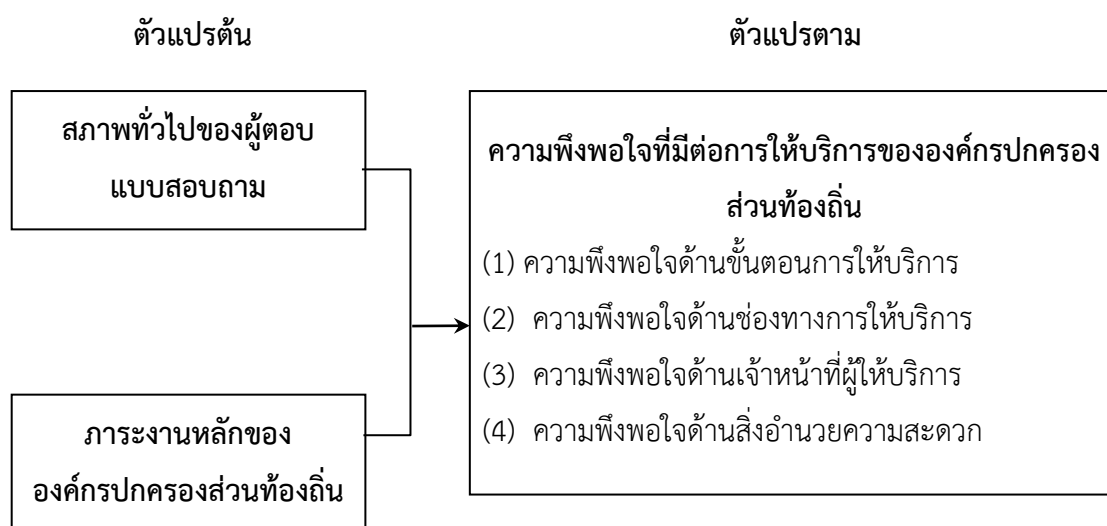 ตัวแปรต้น
ตัวแปรตาม
สภาพทั่วไปของผู้ตอบ
แบบสอบถาม
ภาระงานหลักของ
องค์กรปกครองส่วนท้องถิ่น
ความพึงพอใจที่มีต่อการให้บริการขององค์กรปกครอง
ส่วนท้องถิ่น
(1) ความพึงพอใจด้านขั้นตอนการให้บริการ
(2) ความพึงพอใจด้านช่องทางการให้บริการ
(3) ความพึงพอใจด้านเจ้าหน้าที่ผู้ให้บริการ
(4) ความพึงพอใจด้านสิ่งอำนวยความสะดวก